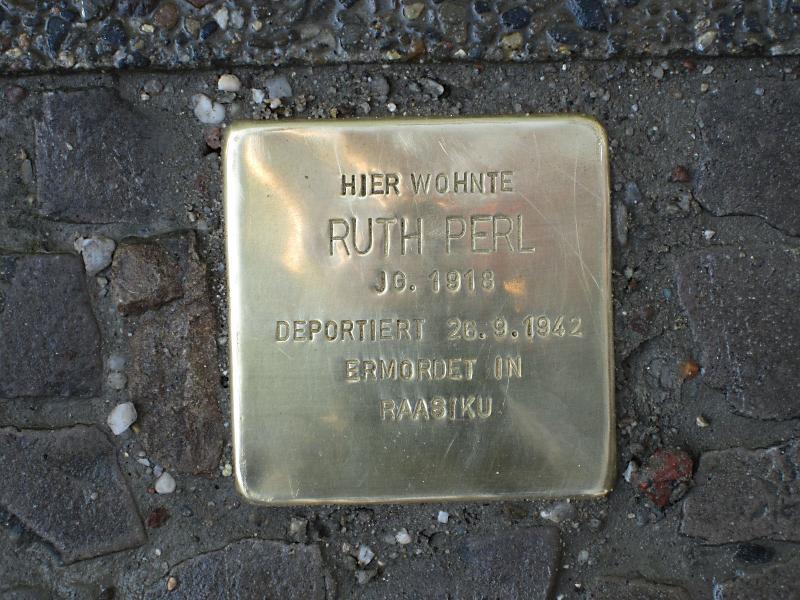 HIER WOHNTE
RUTH PERL
JG. 1918
DEPORTIERT 26.9.1942
ERMORDET IN
RAASIKU